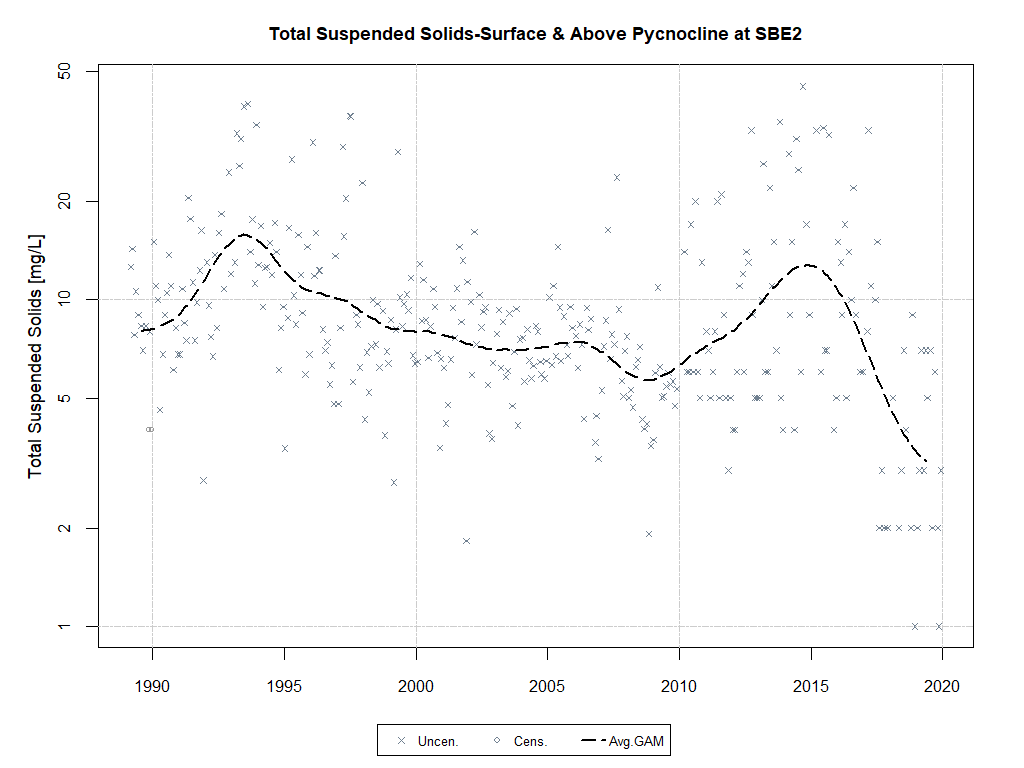 Total Suspended Solids-Surface & Above Pycnocline at SBE2
Total Suspended Solids [mg/L]
50
20
10
5
2
1
1990 1995 2000 2005 2010 2015 2020
Uncen. Cens. Avg.GAM